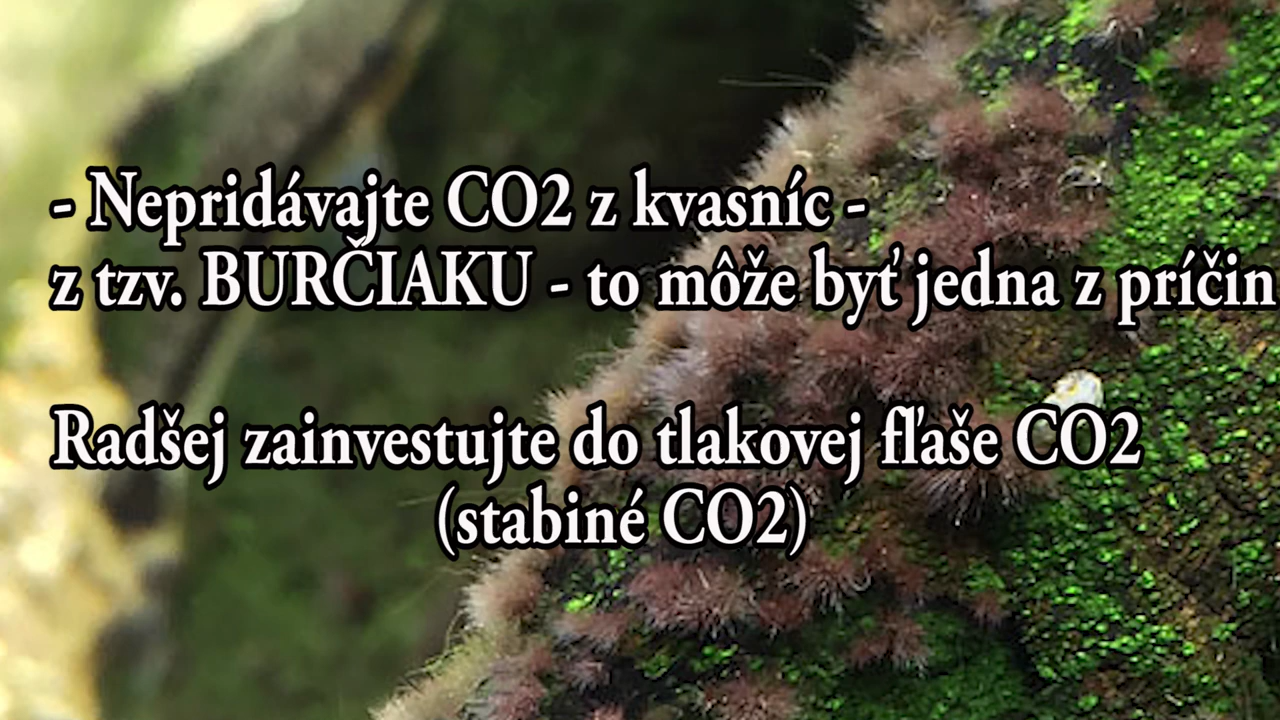 - Nepridávajte CO2 z kvasníc -
z tzv. BURČIAKU - to môže byť jedna z príčin
Radšej zainvestujte do tlakovej fľaše CO2
(stabiné CO2)